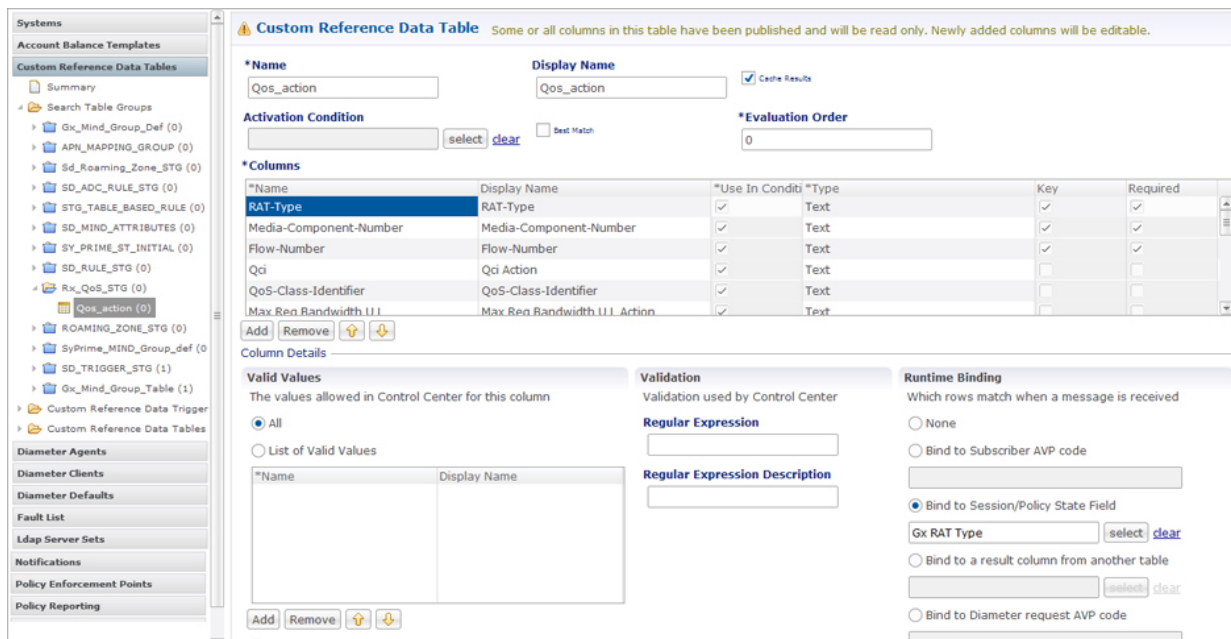 Systems
Account Balance Templates
Custom Reference Data Tables
Summary
Search Table Groups
Gx_Mind_Group_Def (0)
APN_MAPPING_GROUP (0)
Sd_Roaming_Zone_STG (0)
SD_ADC_RULE_STG (0)
STG_TABLE_BASED_RULE (0)
SD_MIND_ATTRIBUTES (0)
SY_PRIME_ST_INITIAL (0)
SD_RULE_STG (0)
Rx_QoS_STG (0)
Qos_action (0)
ROAMING_ZONE_STG (0)
SyPrime_MIND_Group_def (0
SD_TRIGGER_STG (1)
Gx_Mind_Group_Table (1)
Custom Reference Data Trigger
Custom Reference Data Tables
Diameter Agents
Diameter Clients
Diameter Defaults
Fault List
Ldap Server Sets
Notifications
Policy Enforcement Points
Policy Reporting
Custom Reference Data Table Some or all columns in this table have been published and will be read only. Newly added columns will be editable.
*Name Display Name
Qos_action Qos_action Cache Results
Activation Condition *Evaluation Order
select clear Best Match 0
*Columns
*Name Display Name *Use In Conditi *Type Key Required
RAT-Type RAT-Type Text
Media-Component-Number Media-Component-Number Text
Flow-Number Flow-Number Text
Qci Qci Action Text
QoS-Class-Identifier QoS-Class-Identifier Text
Max Req Bandwidth U L Max Req Bandwidth U L Action Text
Add Remove
Column Details
Valid Values
The values allowed in Control Center for this column
All
List of Valid Values
*Name Display Name
Add Remove
Validation
Validation used by Control Center
Regular Expression
Regular Expression Description
Runtime Binding
Which rows match when a message is received
None
Bind to Subscriber AVP code
Bind to Session/Policy State Field
Gx RAT Type select clear
Bind to a result column from another table
select clear
Bind to Diameter request AVP code